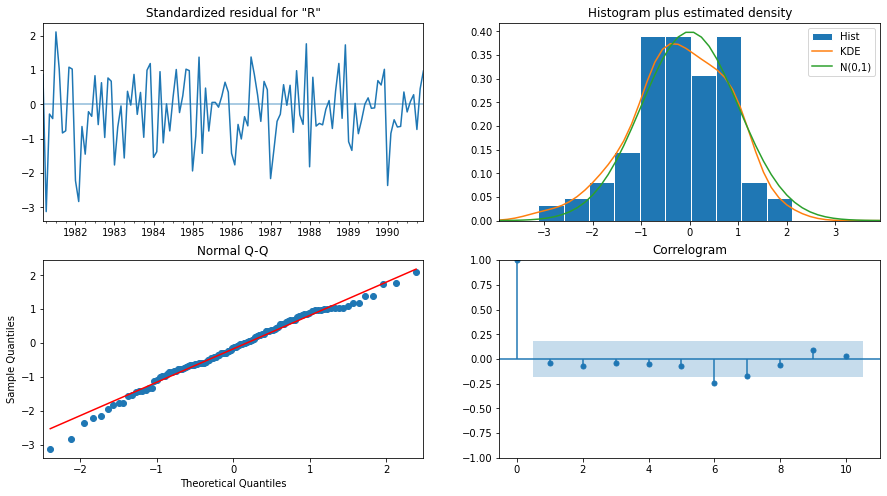 Standardized residual for "R"
2
1
0
−1
−2
−3
1982 1983 1984 1985 1986 1987 1988 1989 1990
Histogram plus estimated density
0.40
0.35
0.30
0.25
0.20
0.15
0.10
0.05
0.00
−3 −2 −1 0 1 2 3
Hist
KDE
N(0,1)
Normal Q-Q
Sample Quantiles
2
1
0
−1
−2
−3
−2 −1 0 1 2
Theoretical Quantiles
Correlogram
1.00
0.75
0.50
0.25
0.00
−0.25
−0.50
−0.75
−1.00
0 2 4 6 8 10